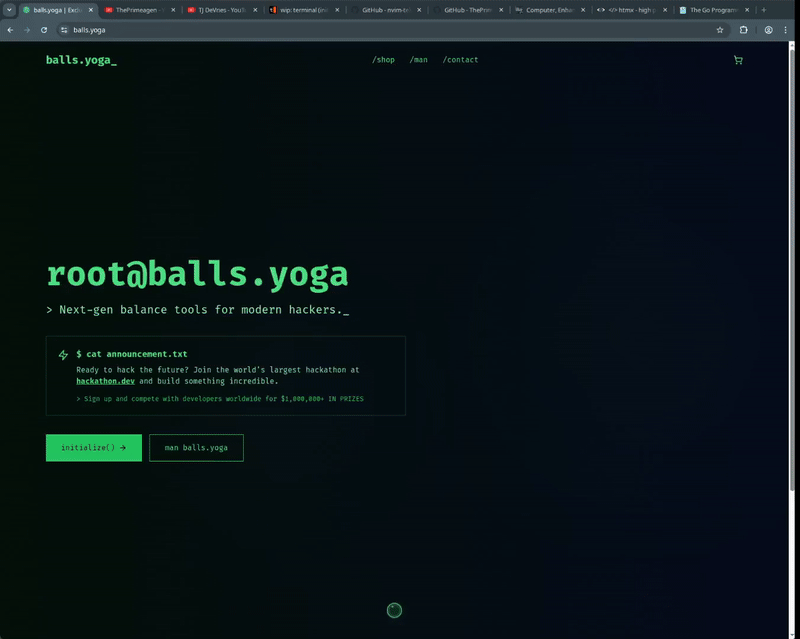 balls.yoga | Exc
ThePrimeagen -
TJ DeVries - YouT
wip: terminal (in
GitHub - nvim-te
GitHub - ThePrim
Computer, Enha
</> htmx - high p
The Go Program
balls.yoga
balls.yoga_
/shop
/man
/contact
root@balls.yoga
> Next-gen balance tools for modern hackers._
$ cat announcement.txt
Ready to hack the future? Join the world's largest hackathon at
hackathon.dev and build something incredible.
> Sign up and compete with developers worldwide for $1,000,000+ IN PRIZES
initialize() →
man balls.yoga